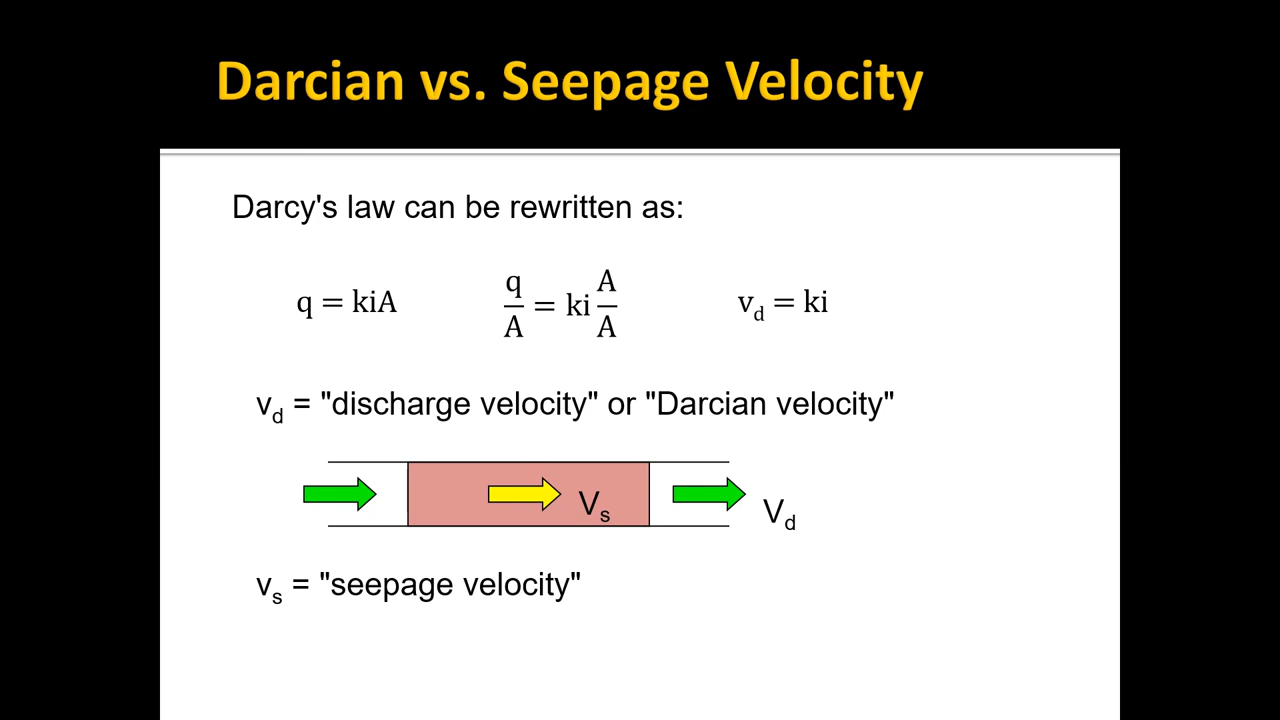 Darcian vs. Seepage Velocity
Darcy's law can be rewritten as:
q = kiA    q/A = ki A/A    v_d = ki
v_d = "discharge velocity" or "Darcian velocity"
V_s    V_d
v_s = "seepage velocity"